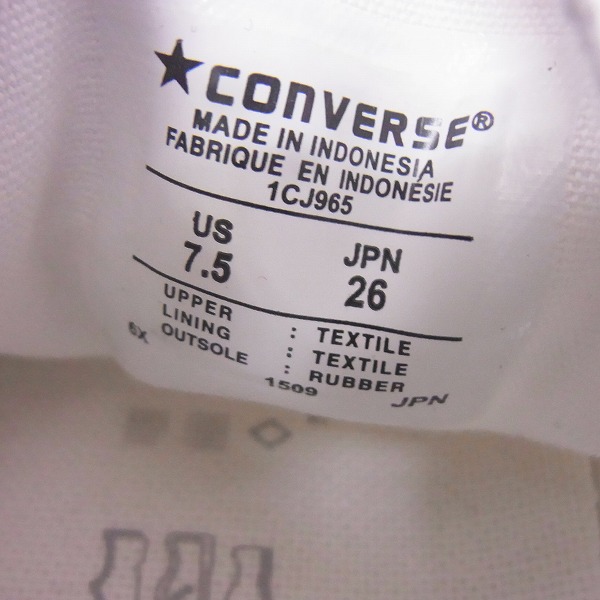 ★CONVERSE®
MADE IN INDONESIA
FABRIQUE EN INDONÉSIE
1CJ965
US JPN
7.5 26
UPPER : TEXTILE
LINING : TEXTILE
6X OUTSOLE : RUBBER
1509 JPN